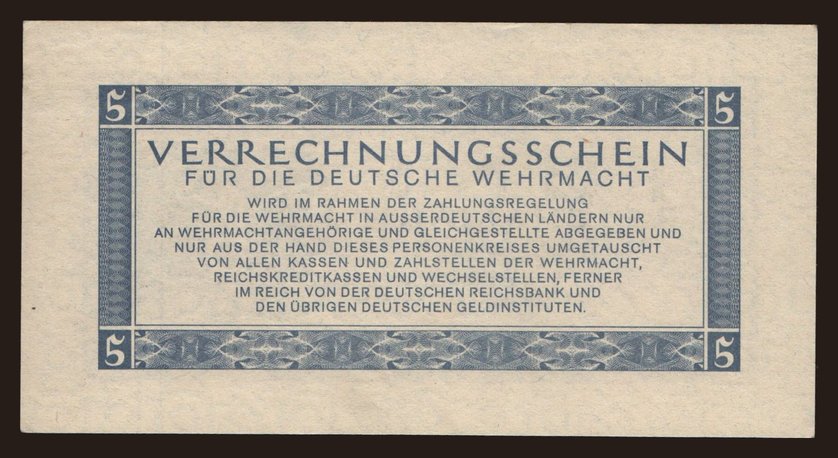 5 5
VERRECHNUNGSSCHEIN
FÜR DIE DEUTSCHE WEHRMACHT
WIRD IM RAHMEN DER ZAHLUNGSREGELUNG
FÜR DIE WEHRMACHT IN AUSSERDEUTSCHEN LÄNDERN NUR
AN WEHRMACHTANGEHÖRIGE UND GLEICHGESTELLTE ABGEGEBEN UND
NUR AUS DER HAND DIESES PERSONENKREISES UMGETAUSCHT
VON ALLEN KASSEN UND ZAHLSTELLEN DER WEHRMACHT,
REICHSKREDITKASSEN UND WECHSELSTELLEN, FERNER
IM REICH VON DER DEUTSCHEN REICHSBANK UND
DEN ÜBRIGEN DEUTSCHEN GELDINSTITUTEN.
5 5